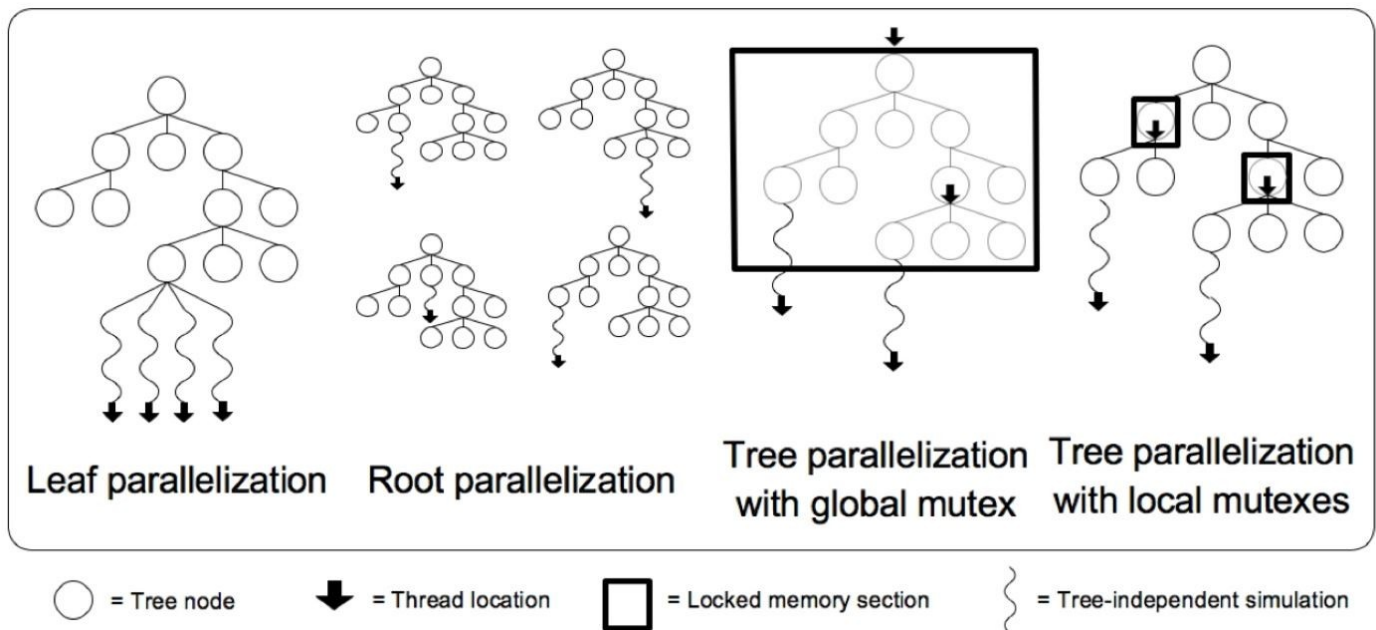 Leaf parallelization
Root parallelization
Tree parallelization
with global mutex
Tree parallelization
with local mutexes
= Tree node
= Thread location
= Locked memory section
= Tree-independent simulation